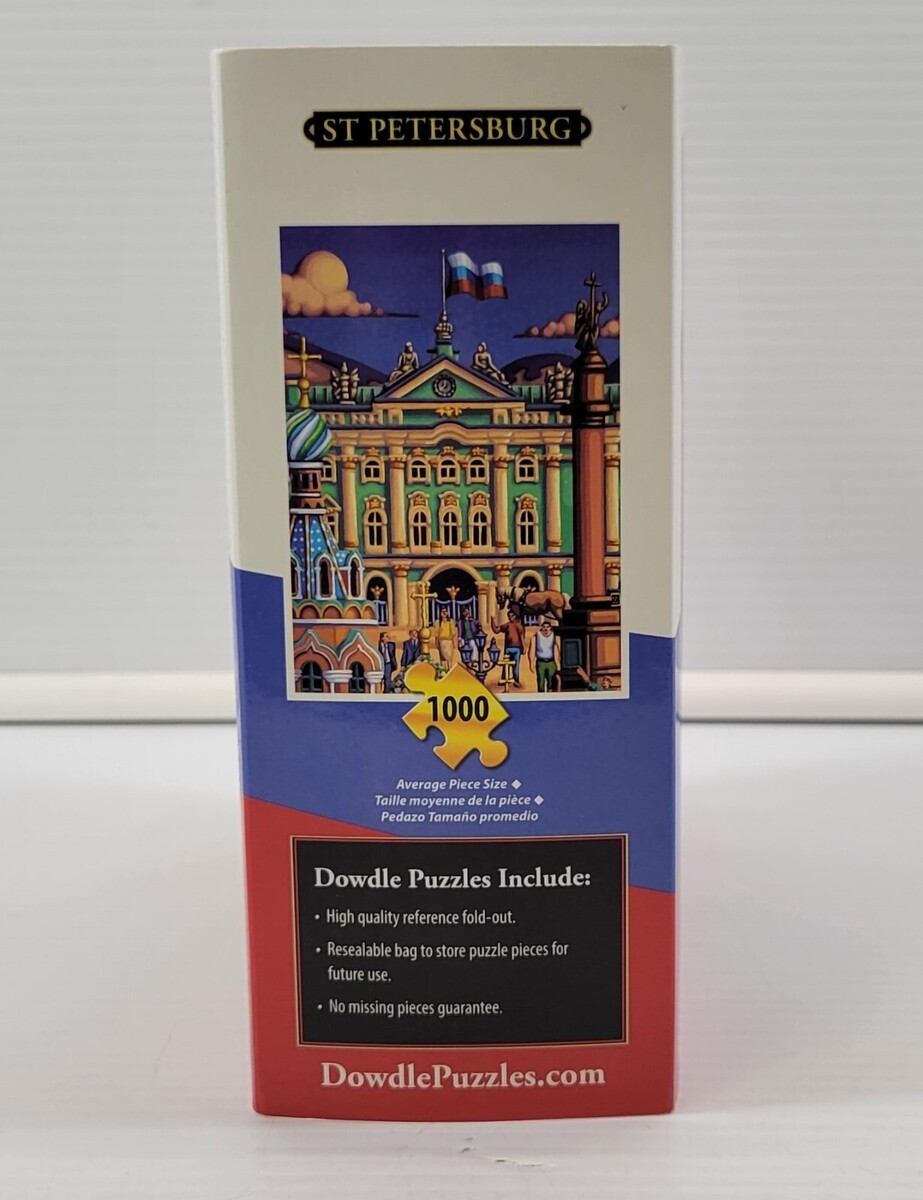 ST PETERSBURG
1000
Average Piece Size ◆
Taille moyenne de la pièce ◆
Pedazo Tamaño promedio
Dowdle Puzzles Include:
• High quality reference fold-out.
• Resealable bag to store puzzle pieces for
future use.
• No missing pieces guarantee.
DowdlePuzzles.com